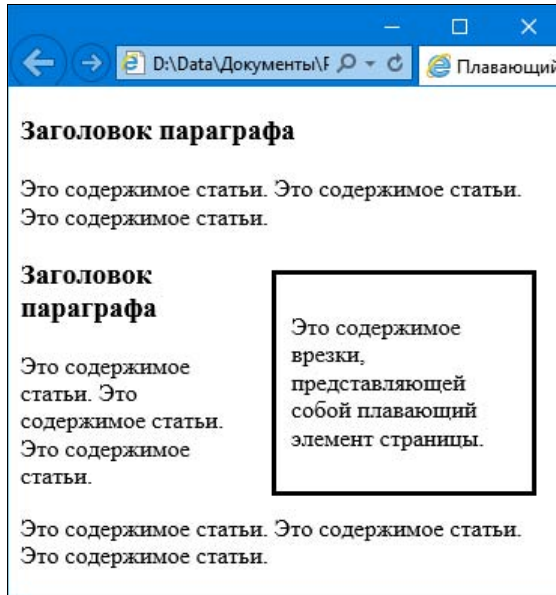 D:\Data\Документы\F
Плавающий
Заголовок параграфа
Это содержимое статьи. Это содержимое статьи.
Это содержимое статьи.
Заголовок
параграфа
Это содержимое
статьи. Это
содержимое статьи.
Это содержимое
статьи.
Это содержимое
врезки,
представляющей
собой плавающий
элемент страницы.
Это содержимое статьи. Это содержимое статьи.
Это содержимое статьи.